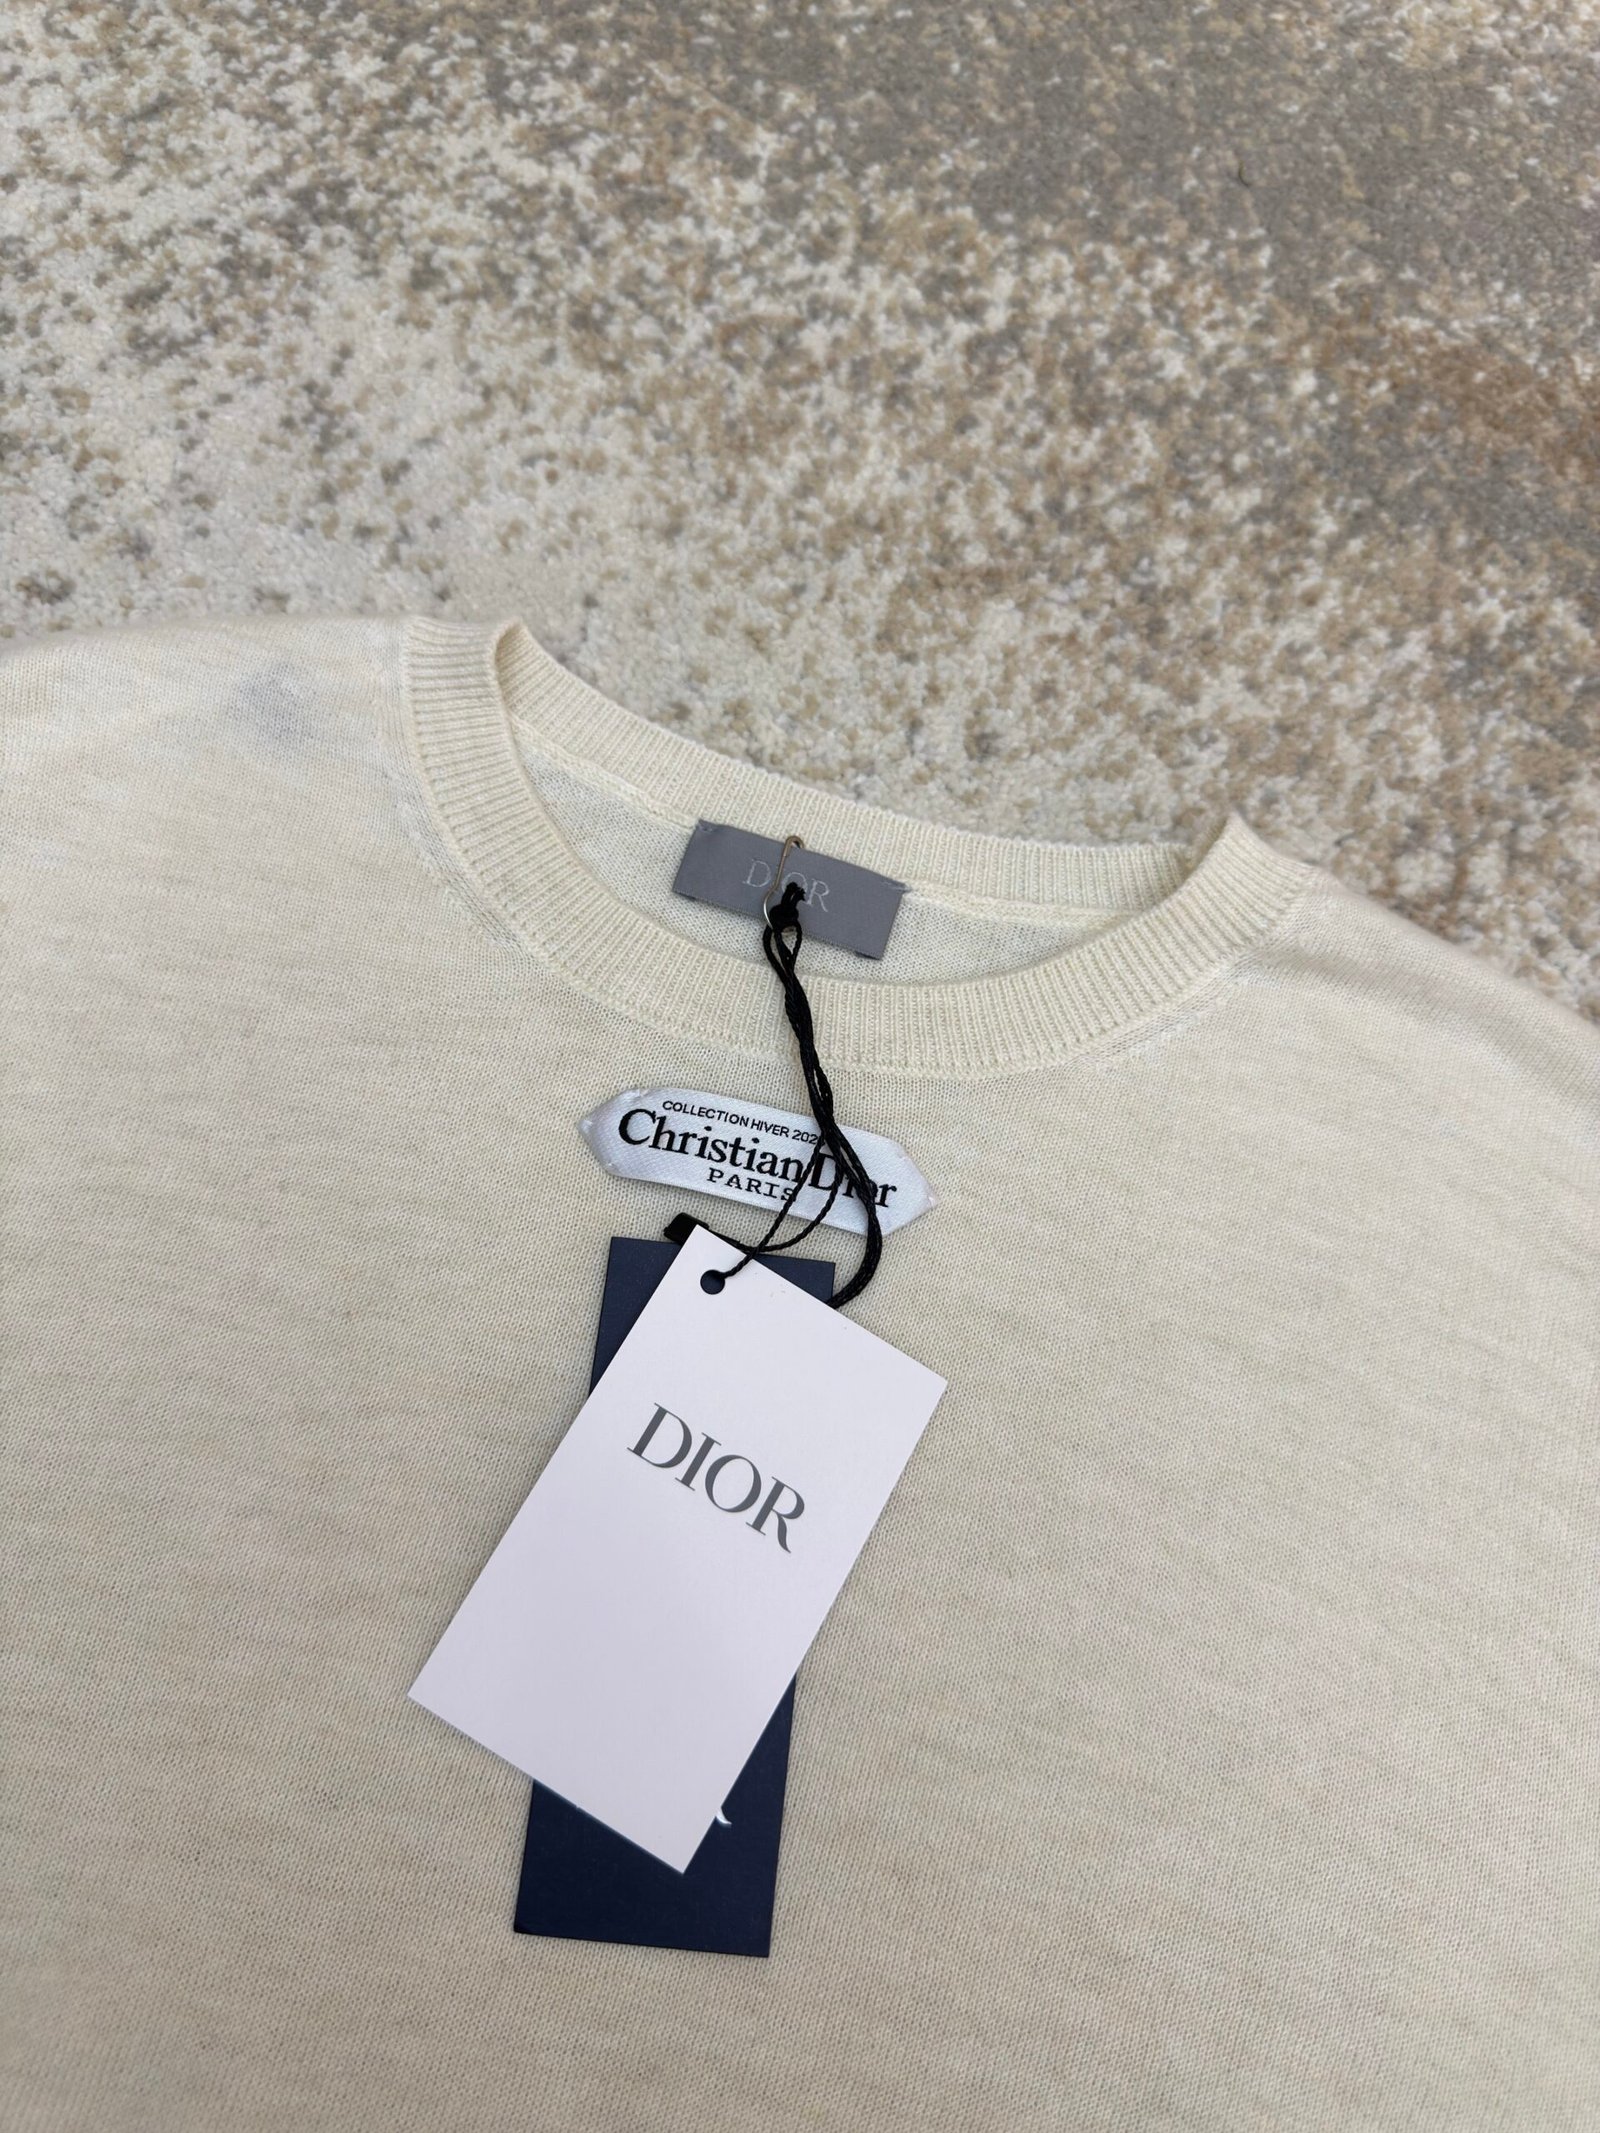 DIOR
COLLECTION HIVER
Christian Dior
PARIS
DIOR
R